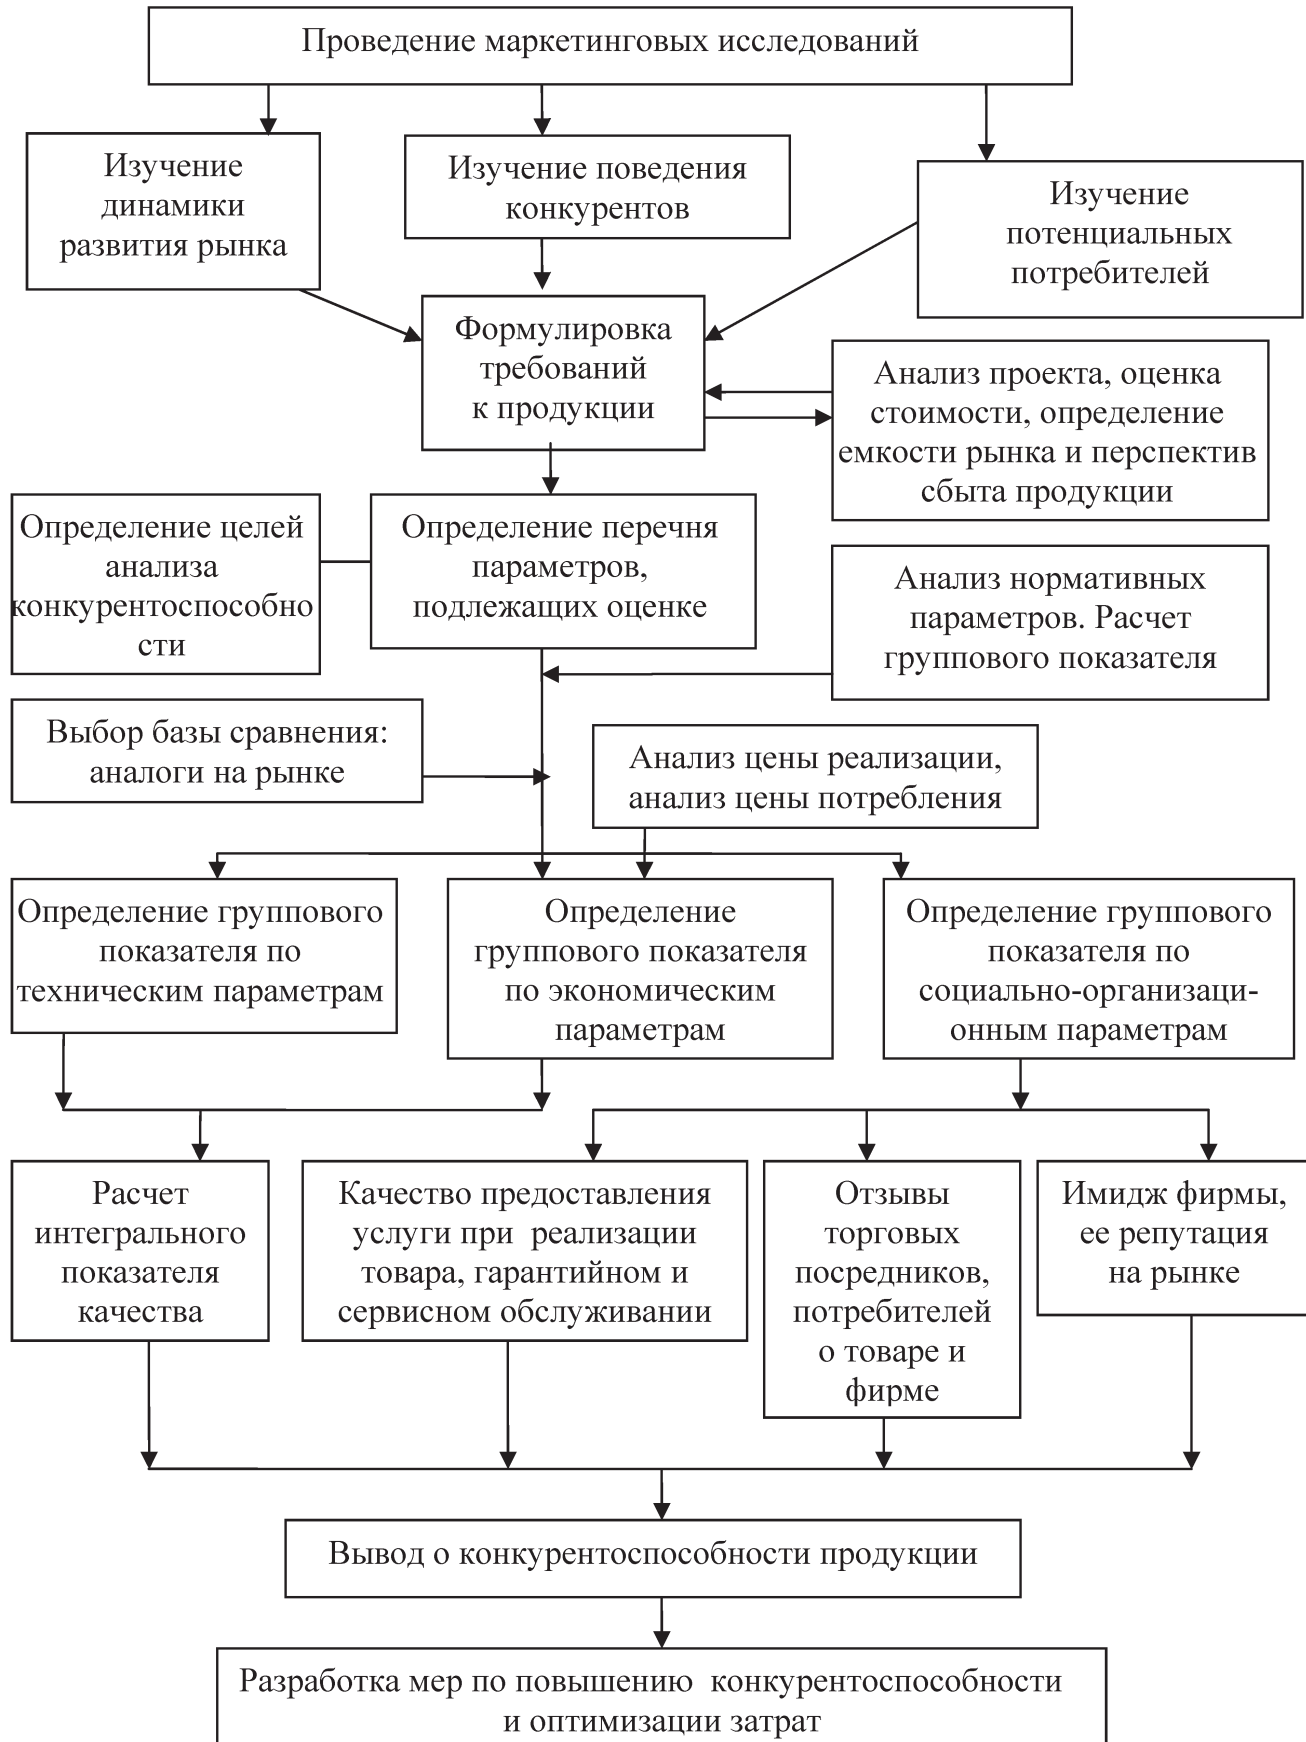 Проведение маркетинговых исследований
Изучение
динамики
развития рынка
Изучение поведения
конкурентов
Изучение
потенциальных
потребителей
Формулировка
требований
к продукции
Анализ проекта, оценка
стоимости, определение
емкости рынка и перспектив
сбыта продукции
Определение целей
анализа
конкурентоспособно
сти
Определение перечня
параметров,
подлежащих оценке
Анализ нормативных
параметров. Расчет
группового показателя
Выбор базы сравнения:
аналоги на рынке
Анализ цены реализации,
анализ цены потребления
Определение группового
показателя по
техническим параметрам
Определение
группового показателя
по экономическим
параметрам
Определение группового
показателя по
социально-организаци-
онным параметрам
Расчет
интегрального
показателя
качества
Качество предоставления
услуги при  реализации
товара, гарантийном и
сервисном обслуживании
Отзывы
торговых
посредников,
потребителей
о товаре и
фирме
Имидж фирмы,
ее репутация
на рынке
Вывод о конкурентоспособности продукции
Разработка мер по повышению  конкурентоспособности
и оптимизации затрат